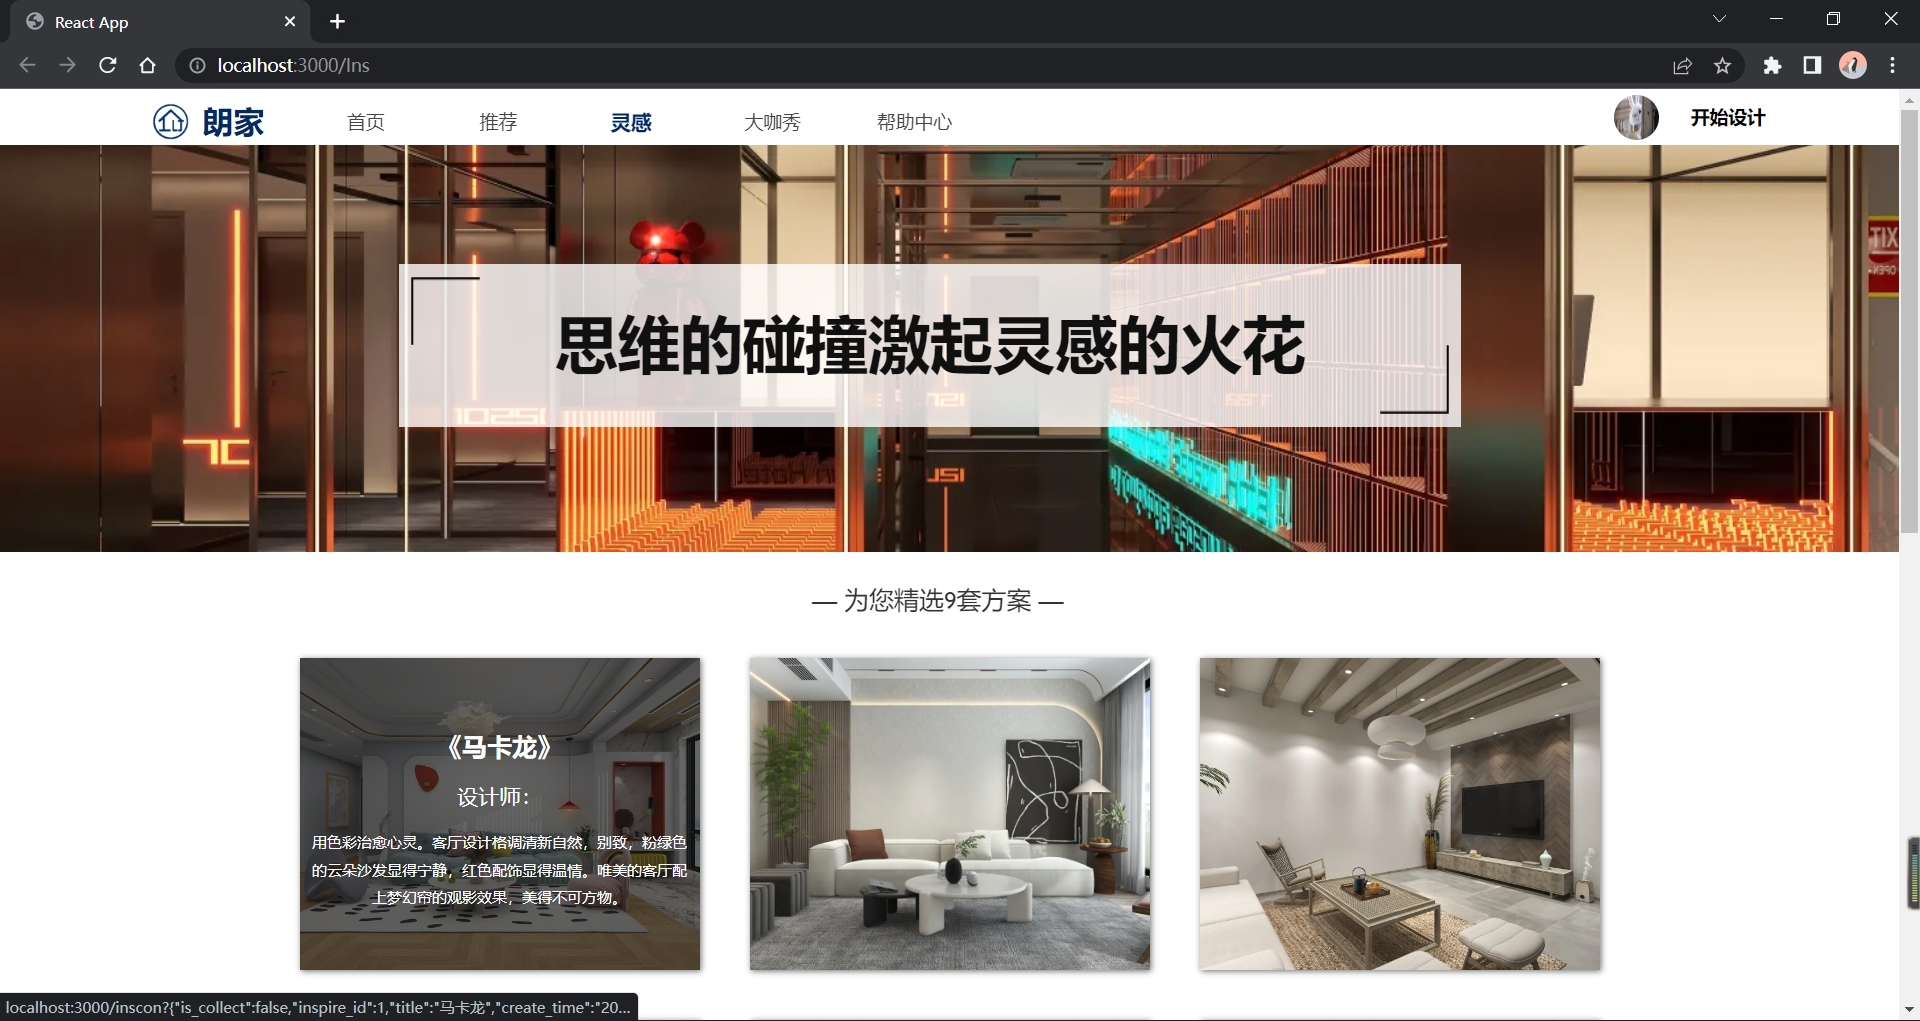 React App
localhost:3000/Ins
朗家
首页
推荐
灵感
大咖秀
帮助中心
开始设计
思维的碰撞激起灵感的火花
— 为您精选9套方案 —
《马卡龙》
设计师：
用色彩治愈心灵。客厅设计格调清新自然，别致，粉绿色
的云朵沙发显得宁静，红色配饰显得温情。唯美的客厅配
上梦幻帘的观影效果，美得不可方物。
localhost:3000/inscon?{"is_collect":false,"inspire_id":1,"title":"马卡龙","create_time":"20...